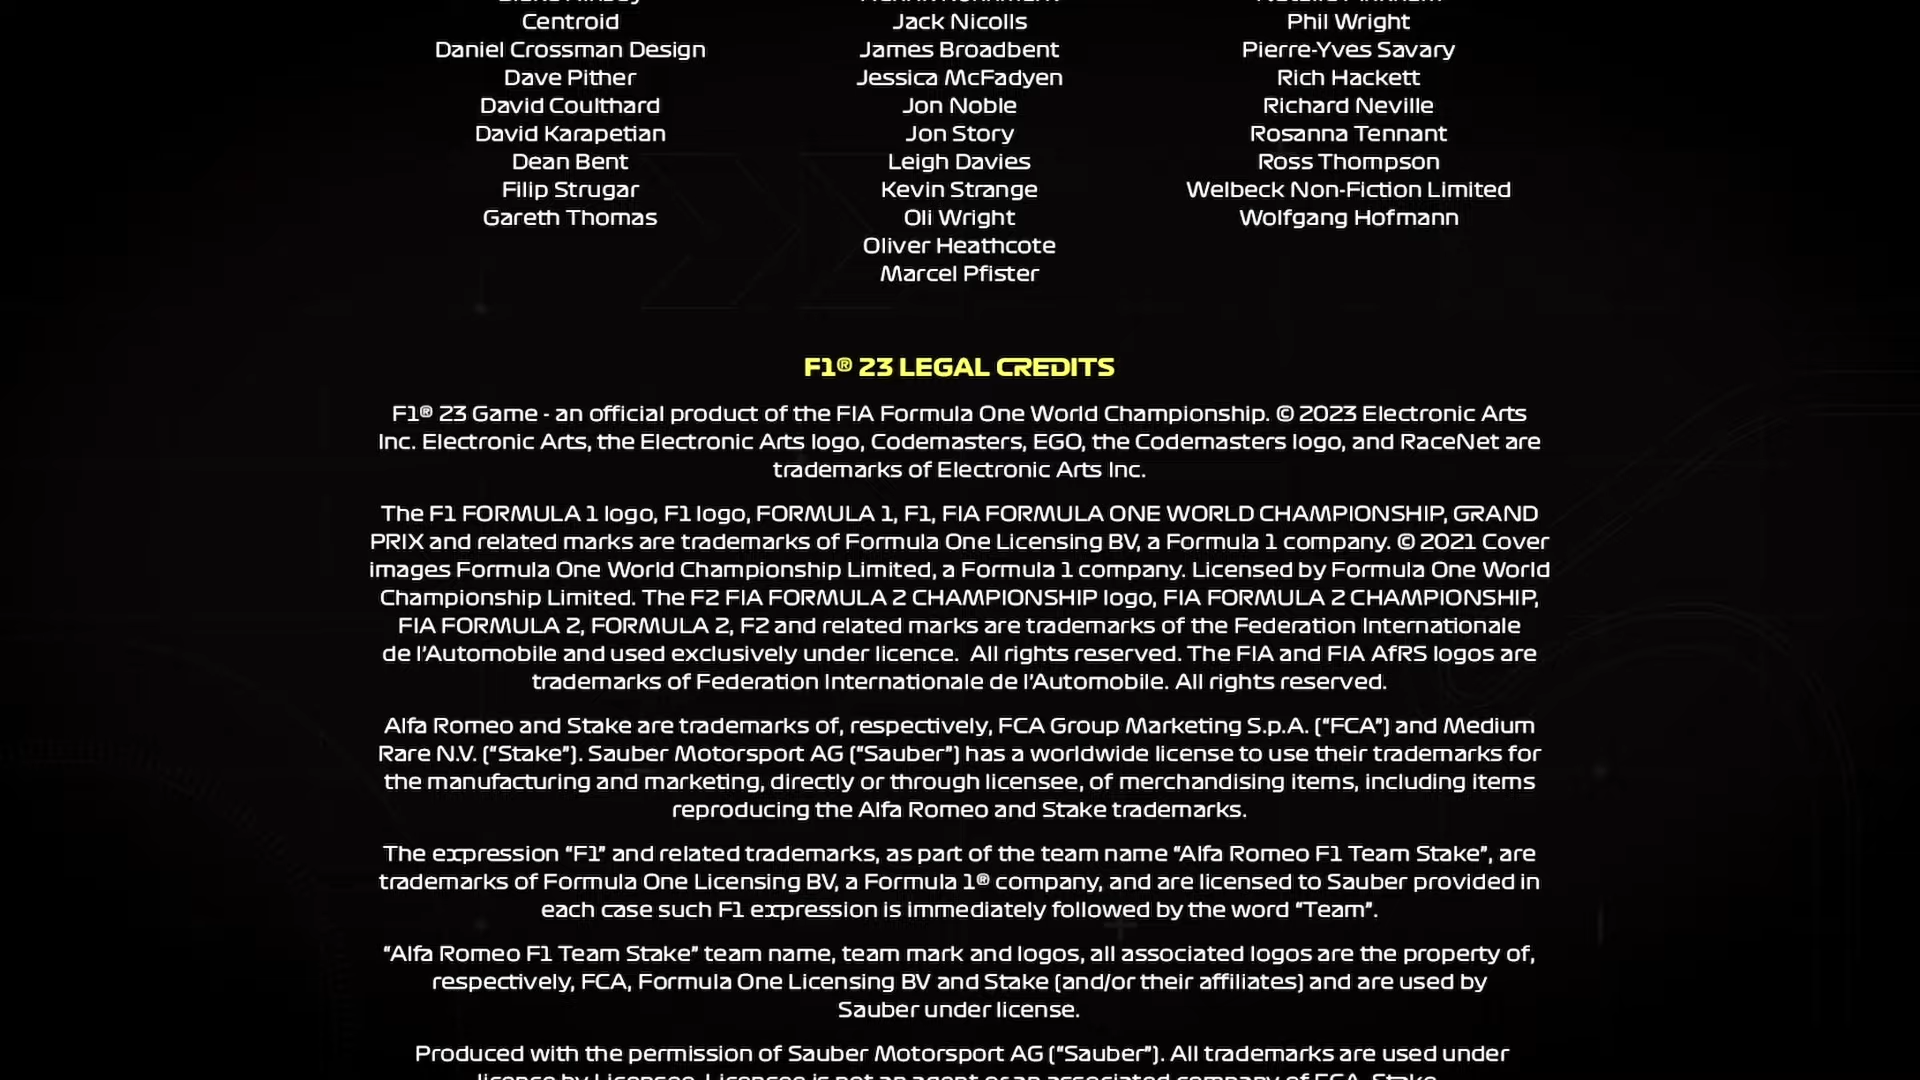 Centroid
Daniel Crossman Design
Dave Pither
David Coulthard
David Karapetian
Dean Bent
Filip Strugar
Gareth Thomas
Jack Nicolls
James Broadbent
Jessica McFadyen
Jon Noble
Jon Story
Leigh Davies
Kevin Strange
Oli Wright
Oliver Heathcote
Marcel Pfister
Phil Wright
Pierre-Yves Savary
Rich Hackett
Richard Neville
Rosanna Tennant
Ross Thompson
Welbeck Non-Fiction Limited
Wolfgang Hofmann
F1® 23 LEGAL CREDITS
F1® 23 Game - an official product of the FIA Formula One World Championship. © 2023 Electronic Arts
Inc. Electronic Arts, the Electronic Arts logo, Codemasters, EGO, the Codemasters logo, and RaceNet are
trademarks of Electronic Arts Inc.
The F1 FORMULA 1 logo, F1 logo, FORMULA 1, F1, FIA FORMULA ONE WORLD CHAMPIONSHIP, GRAND
PRIX and related marks are trademarks of Formula One Licensing BV, a Formula 1 company. © 2021 Cover
images Formula One World Championship Limited, a Formula 1 company. Licensed by Formula One World
Championship Limited. The F2 FIA FORMULA 2 CHAMPIONSHIP logo, FIA FORMULA 2 CHAMPIONSHIP,
FIA FORMULA 2, FORMULA 2, F2 and related marks are trademarks of the Federation Internationale
de l’Automobile and used exclusively under licence.  All rights reserved. The FIA and FIA AfRS logos are
trademarks of Federation Internationale de l’Automobile. All rights reserved.
Alfa Romeo and Stake are trademarks of, respectively, FCA Group Marketing S.p.A. (“FCA”) and Medium
Rare N.V. (“Stake”). Sauber Motorsport AG (“Sauber”) has a worldwide license to use their trademarks for
the manufacturing and marketing, directly or through licensee, of merchandising items, including items
reproducing the Alfa Romeo and Stake trademarks.
The expression “F1” and related trademarks, as part of the team name “Alfa Romeo F1 Team Stake”, are
trademarks of Formula One Licensing BV, a Formula 1® company, and are licensed to Sauber provided in
each case such F1 expression is immediately followed by the word “Team”.
“Alfa Romeo F1 Team Stake” team name, team mark and logos, all associated logos are the property of,
respectively, FCA, Formula One Licensing BV and Stake (and/or their affiliates) and are used by
Sauber under license.
Produced with the permission of Sauber Motorsport AG (“Sauber”). All trademarks are used under